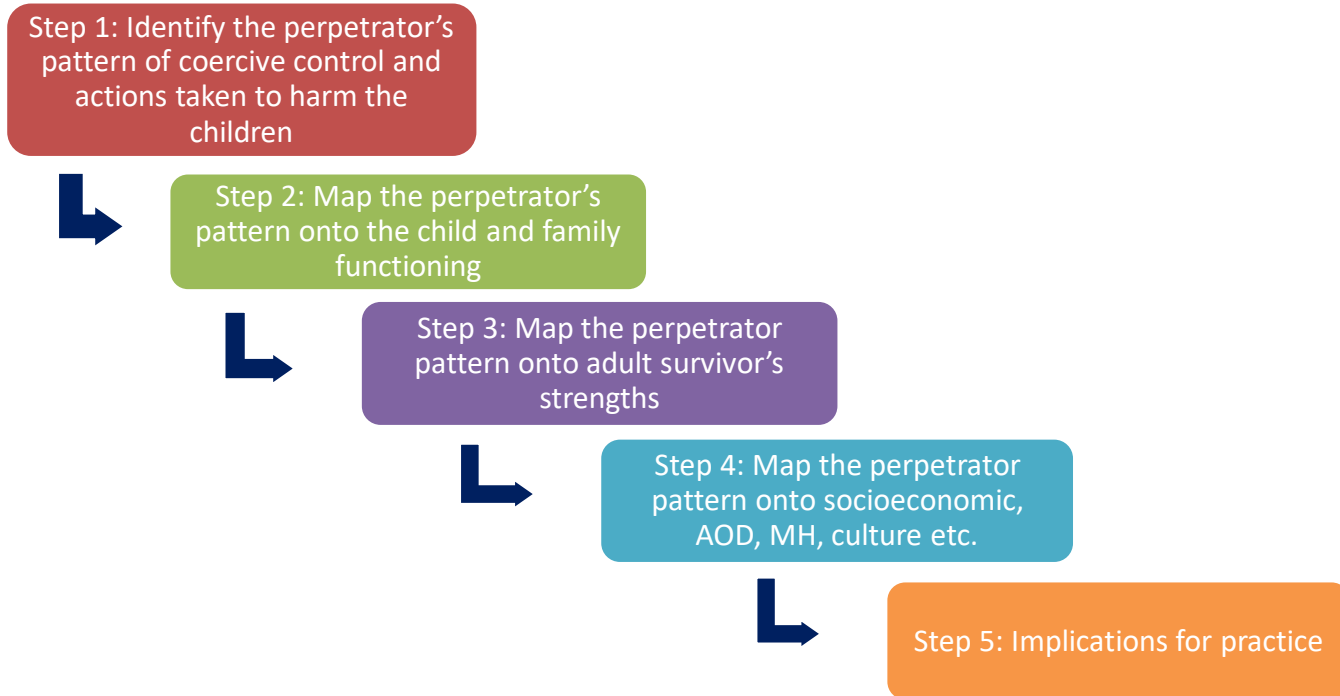 Step 1: Identify the perpetrator’s
pattern of coercive control and
actions taken to harm the
children
Step 2: Map the perpetrator’s
pattern onto the child and family
functioning
Step 3: Map the perpetrator
pattern onto adult survivor’s
strengths
Step 4: Map the perpetrator
pattern onto socioeconomic,
AOD, MH, culture etc.
Step 5: Implications for practice